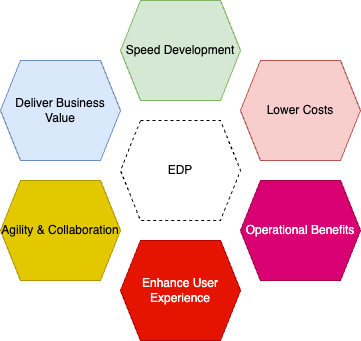 Speed Development
Deliver Business
Value
Lower Costs
EDP
Agility & Collaboration
Operational Benefits
Enhance User
Experience